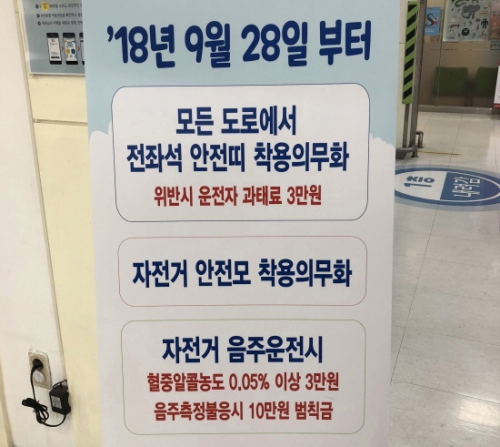 '18년 9월 28일 부터
모든 도로에서
전좌석 안전띠 착용의무화
위반시 운전자 과태료 3만원
자전거 안전모 착용의무화
자전거 음주운전시
혈중알콜농도 0.05% 이상 3만원
음주측정불응시 10만원 범칙금